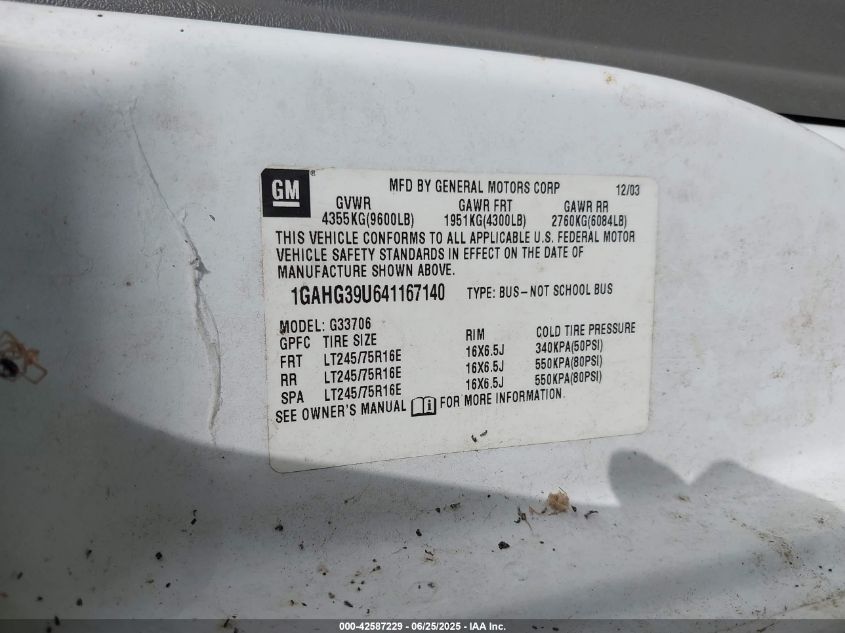 GM ® MFD BY GENERAL MOTORS CORP 12/03
GVWR GAWR FRT GAWR RR
4355KG(9600LB) 1951KG(4300LB) 2760KG(6084LB)
THIS VEHICLE CONFORMS TO ALL APPLICABLE U.S. FEDERAL MOTOR
VEHICLE SAFETY STANDARDS IN EFFECT ON THE DATE OF
MANUFACTURE SHOWN ABOVE.
1GAHG39U641167140 TYPE: BUS-NOT SCHOOL BUS
MODEL: G33706
GPFC TIRE SIZE RIM COLD TIRE PRESSURE
FRT LT245/75R16E 16X6.5J 340KPA(50PSI)
RR LT245/75R16E 16X6.5J 550KPA(80PSI)
SPA LT245/75R16E 16X6.5J 550KPA(80PSI)
SEE OWNER'S MANUAL i FOR MORE INFORMATION.
000-42587229 - 06/25/2025 - IAA Inc.